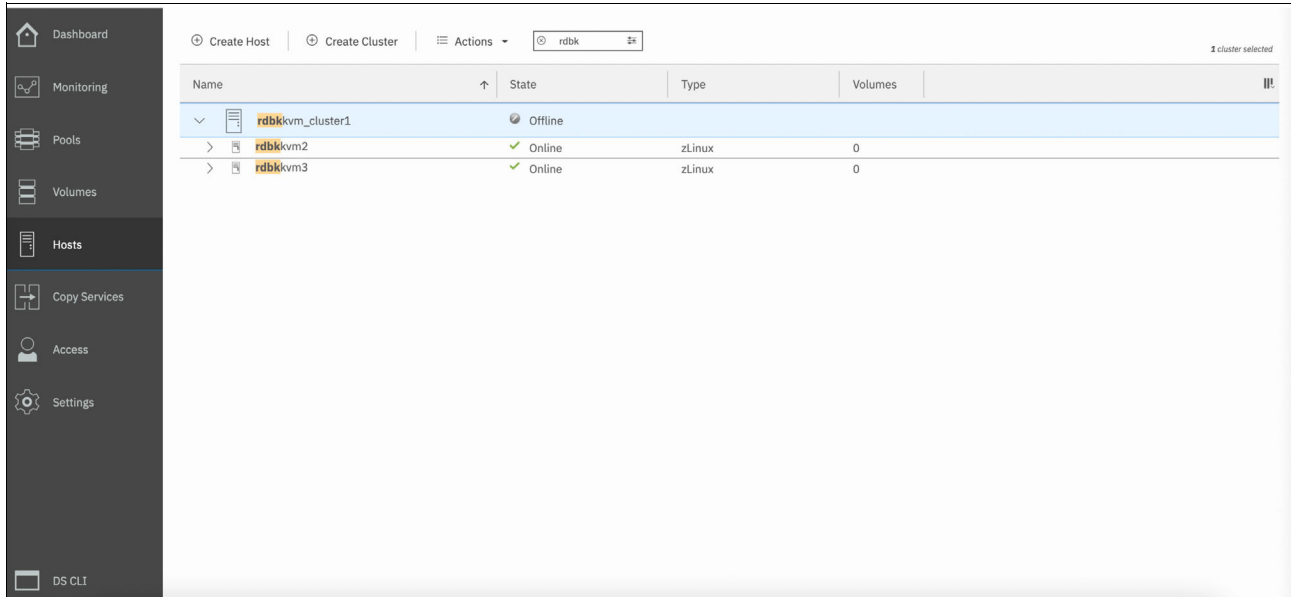 Dashboard
Monitoring
Pools
Volumes
Hosts
Copy Services
Access
Settings
DS CLI
Create Host Create Cluster Actions rdbk
1 cluster selected
Name State Type Volumes
rdbkkvm_cluster1 Offline
rdbkkvm2 Online zLinux 0
rdbkkvm3 Online zLinux 0